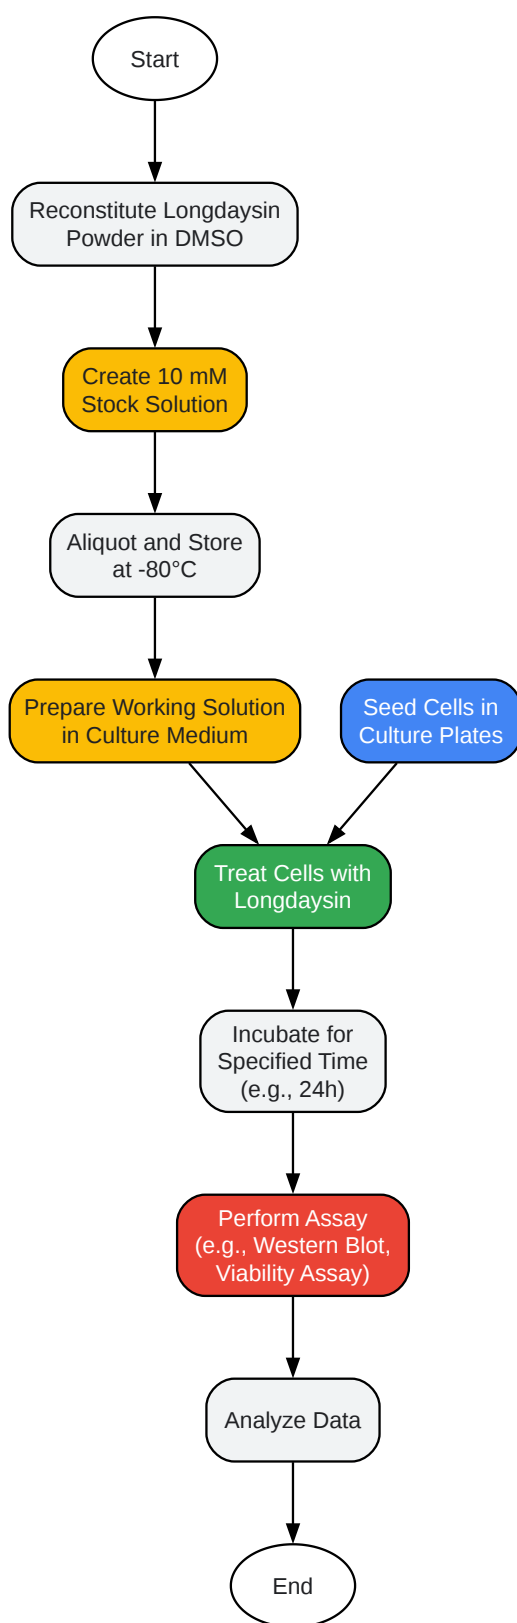 Start
Reconstitute Longdaysin
Powder in DMSO
Create 10 mM
Stock Solution
Aliquot and Store
at -80°C
Prepare Working Solution
in Culture Medium
Seed Cells in
Culture Plates
Treat Cells with
Longdaysin
Incubate for
Specified Time
(e.g., 24h)
Perform Assay
(e.g., Western Blot,
Viability Assay)
Analyze Data
End